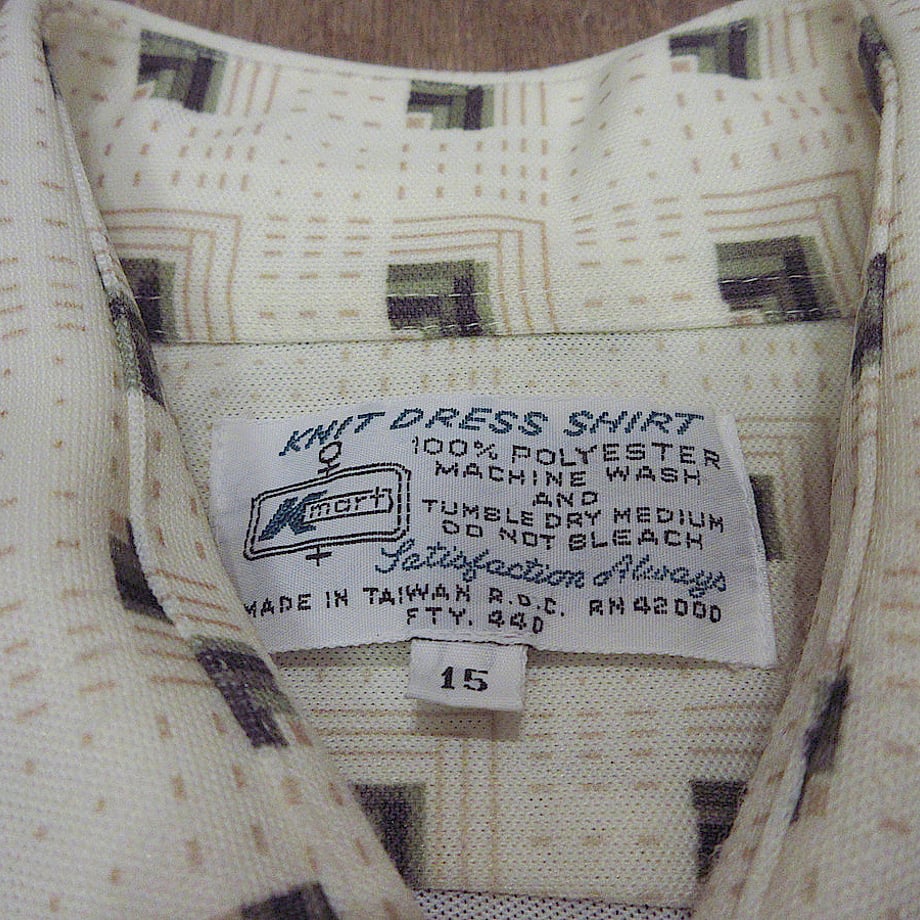 KNIT DRESS SHIRT
100% POLYESTER
MACHINE WASH
AND
TUMBLE DRY MEDIUM
DO NOT BLEACH
Kmart
Satisfaction Always
MADE IN TAIWAN R.O.C. RN42000
FTY. 440
15